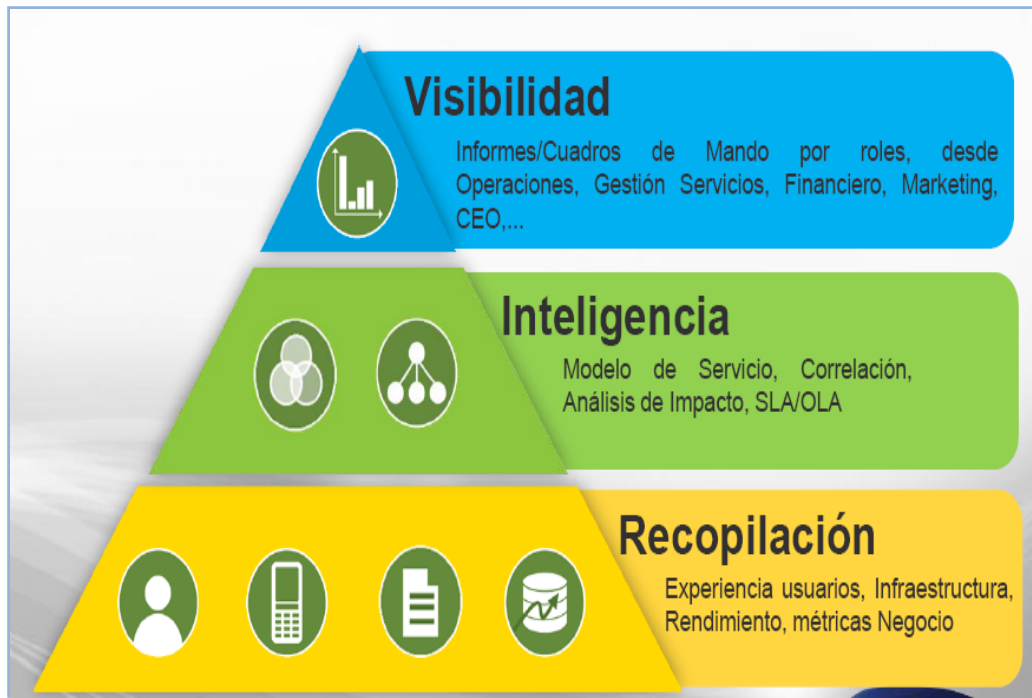 Visibilidad
Informes/Cuadros de Mando por roles, desde
Operaciones, Gestión Servicios, Financiero, Marketing,
CEO,...
Inteligencia
Modelo de Servicio, Correlación,
Análisis de Impacto, SLA/OLA
Recopilación
Experiencia usuarios, Infraestructura,
Rendimiento, métricas Negocio